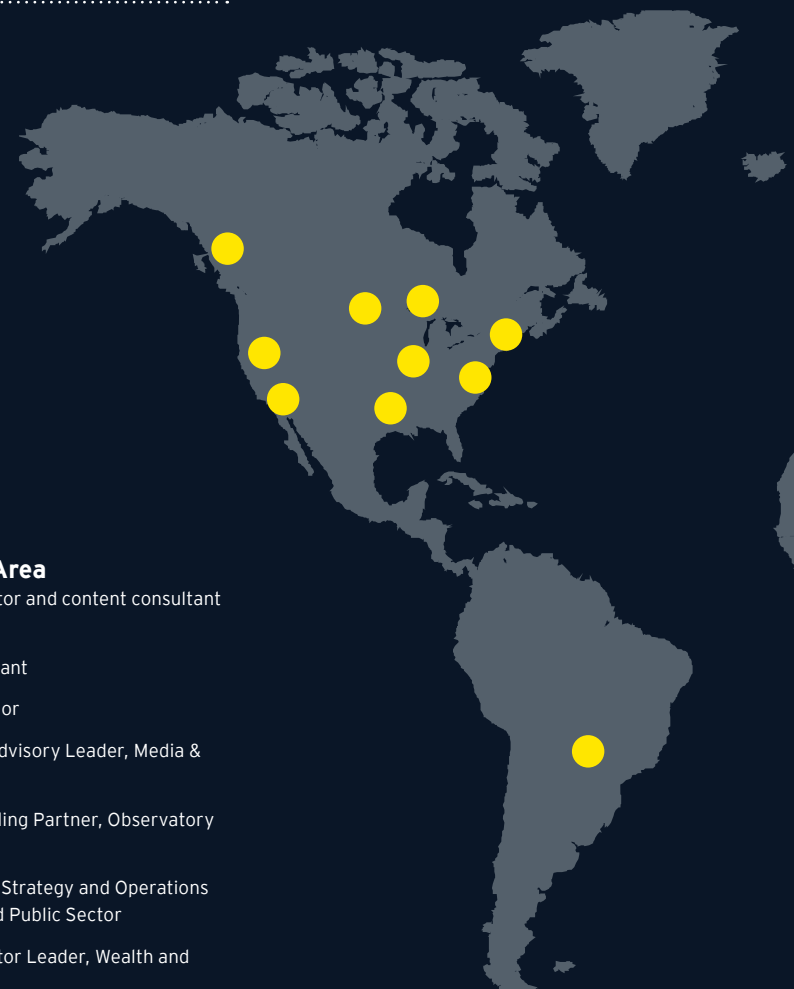 Area
tor and content consultant
ant
or
dvisory Leader, Media &
ling Partner, Observatory
Strategy and Operations
d Public Sector
tor Leader, Wealth and